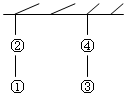 ② ④
① ③